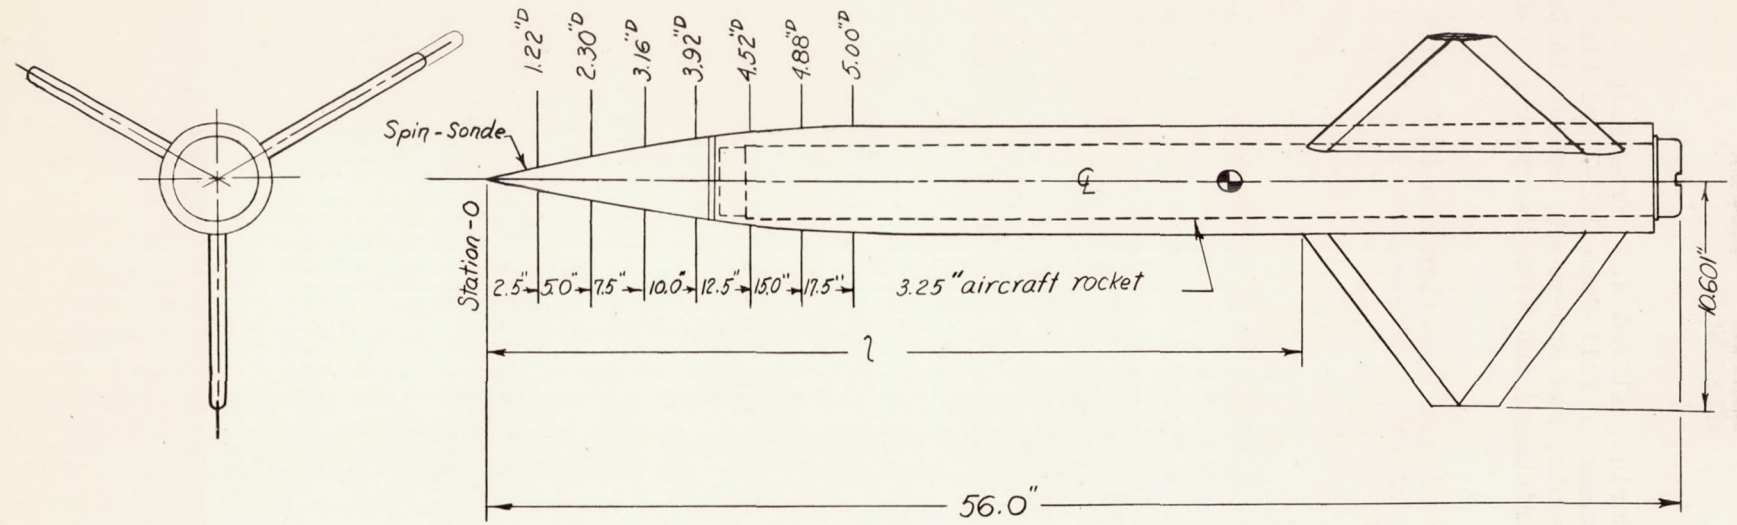 1.22"D
2.30"D
3.16"D
3.92"D
4.52"D
4.88"D
5.00"D
Spin-Sonde
Station-0
2.5"
5.0"
7.5"
10.0"
12.5"
15.0"
17.5"
℄
3.25" aircraft rocket
10.601"
l
56.0"